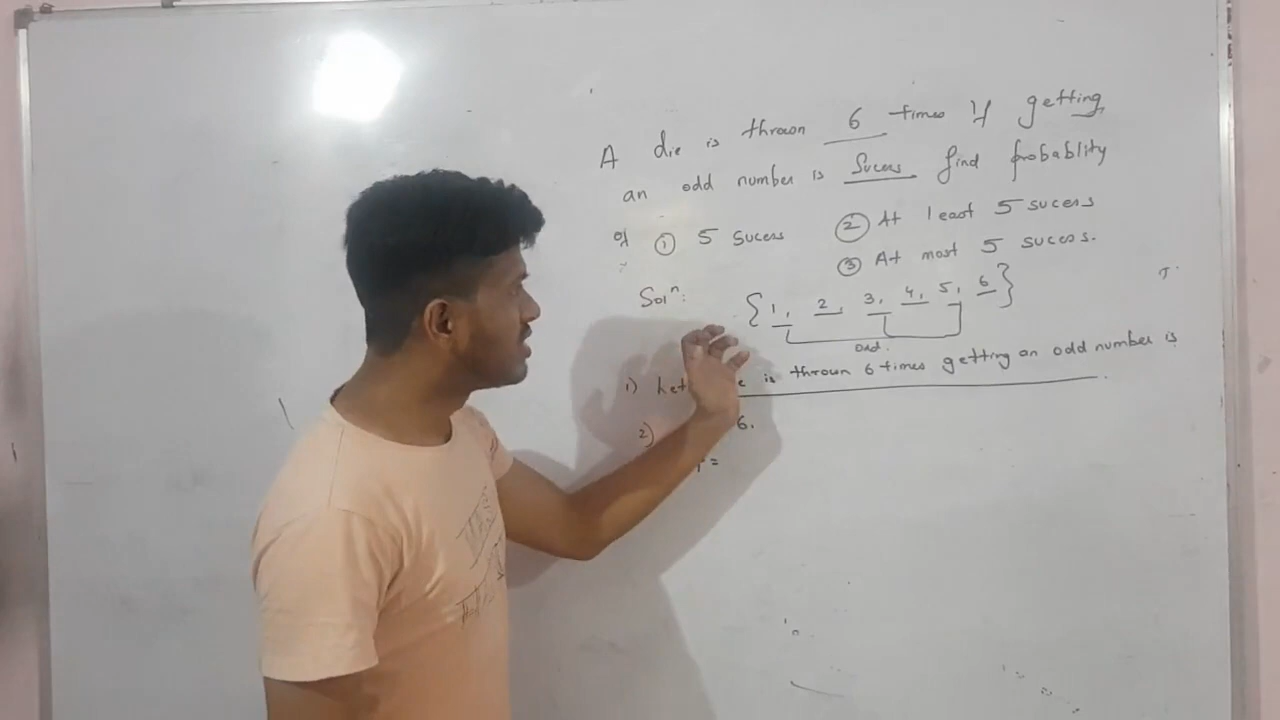 A die is thrown 6 times If getting
an odd number is Sucess find probablity
of ① 5 sucess ② At least 5 sucess
③ At most 5 sucess.
Solⁿ: {1, 2, 3, 4, 5, 6}
odd.
1) Let is thrown 6 times getting an odd number is
2) 6.
=